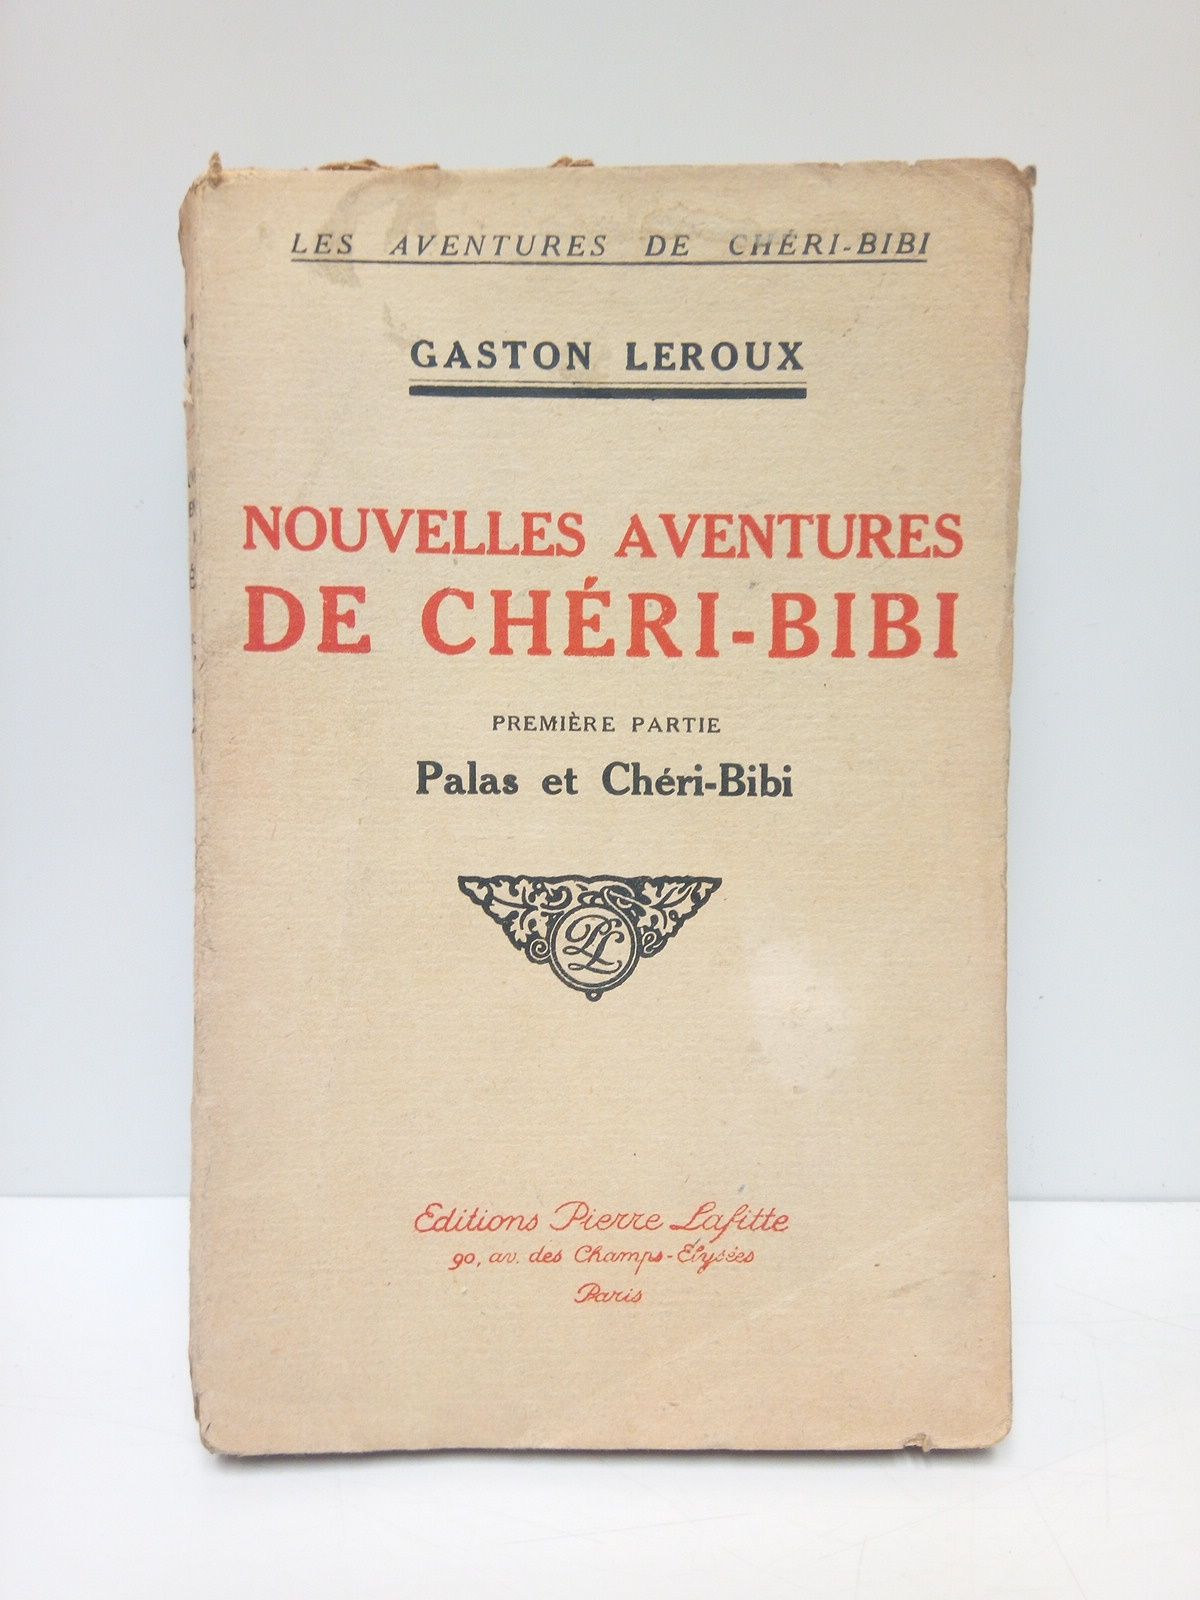 LES AVENTURES DE CHÉRI-BIBI
GASTON LEROUX
NOUVELLES AVENTURES
DE CHÉRI-BIBI
PREMIÈRE PARTIE
Palas et Chéri-Bibi
PL
Editions Pierre Lafitte
90, av. des Champs-Elysées
Paris